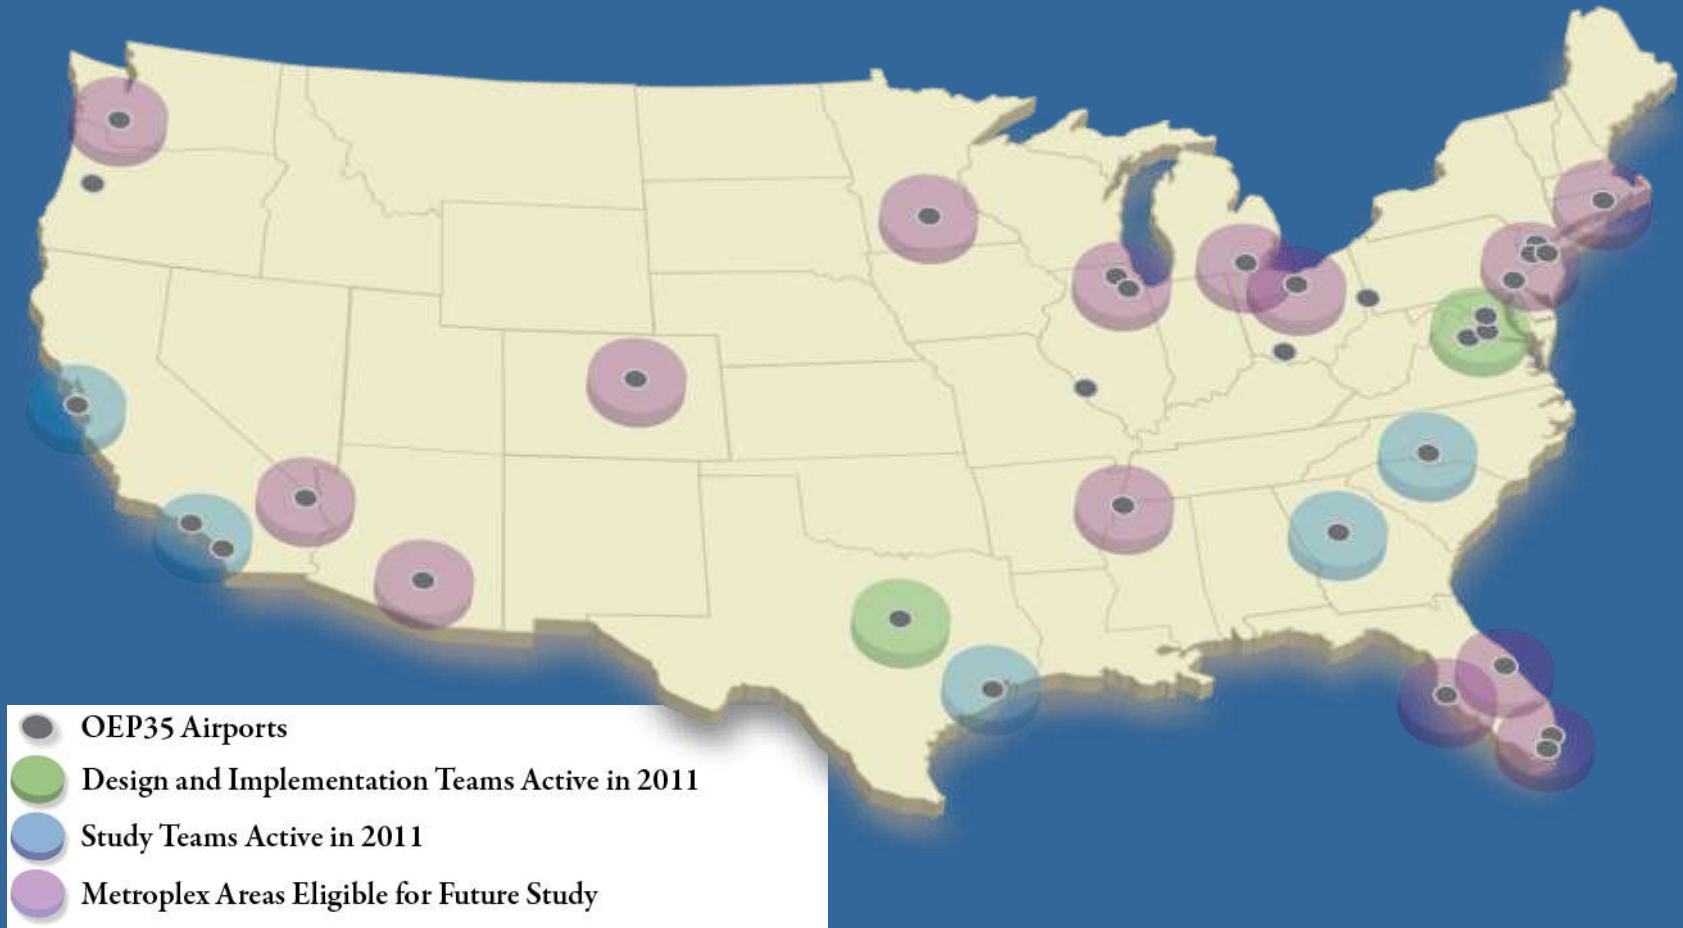 OEP35 Airports
Design and Implementation Teams Active in 2011
Study Teams Active in 2011
Metroplex Areas Eligible for Future Study